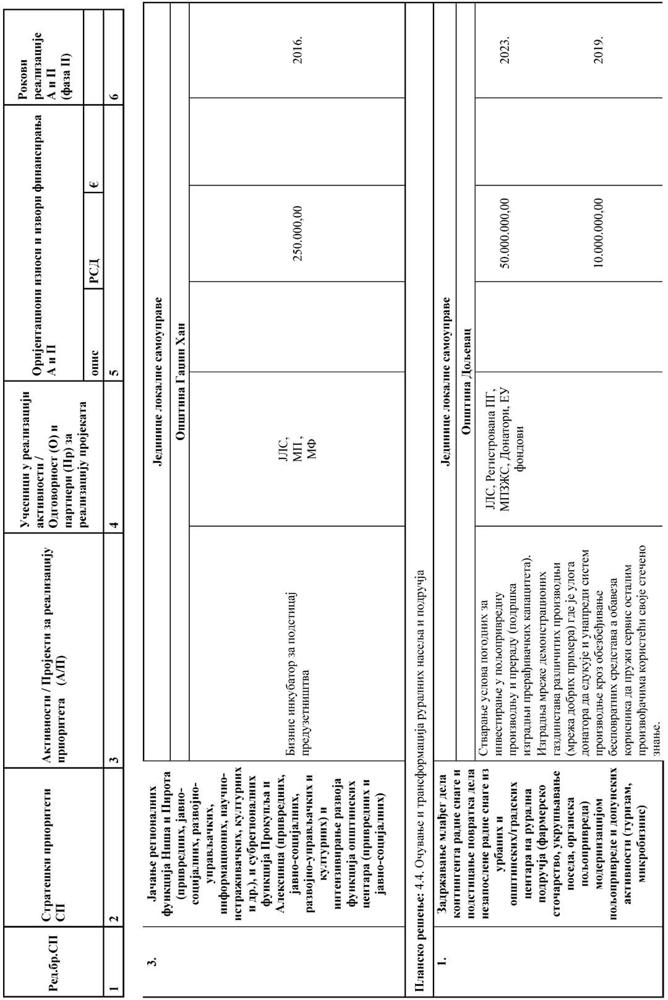 Ред.бр.СП
Стратешки приоритети
СП
Активности / Пројекти за реализацију
приоритета (А/П)
Учесници у реализацији
активности /
Одговорност (О) и
партнери (Пр) за
реализацију пројеката
Оријентациони износи и извори финансирања
А и П
опис
РСД
€
Рокови
реализације
А и П
(фаза II)
1
2
3
4
5
6
3.
Јачање регионалних
функција Ниша и Пирота
(привредних, јавно-
социјалних, развојно-
управљачких,
информационих, научно-
истраживачких, културних
и др.), и субрегионалних
функција Прокупља и
Алексинца (привредних,
јавно-социјалних,
развојно-управљачких и
културних) и
интензивирање развоја
функција општинских
центара (привредних и
јавно-социјалних)
Јединице локалне самоуправе
Општина Гаџин Хан
Бизнис инкубатор за подстицај
предузетништва
ЈЛС,
МП ,
МФ
250.000,00
2016.
Планско решење: 4.4. Очување и трансформација руралних насеља и подручја
1.
Задржавање млађег дела
контингента радне снаге и
подстицање повратка дела
незапослене радне снаге из
урбаних и
општинских/градских
центара на рурална
подручја (фармерско
сточарство, укрупњавање
поседа, органска
пољопривреда)
модернизацијом
пољопривреде и допунских
активности (туризам,
микробизнис)
Јединице локалне самоуправе
Општина Дољевац
Стварање услова погодних за
инвестирање у пољопривредну
производњу и прераду (подршка
изградњи прерађивачких капацитета).
Изградња мреже демонстрационих
газдинстава различитих производњи
(мрежа добрих примера) где је улога
донатора да едукује и унапреди систем
производње кроз обезбеђивање
бесповратних средстава а обавеза
корисника да пружи сервис осталим
произвођачима користећи своје стечено
знање.
ЈЛС, Регистрована ПГ,
МПЗЖС, Донатори, ЕУ
фондови
50.000.000,00
2023.
10.000.000,00
2019.